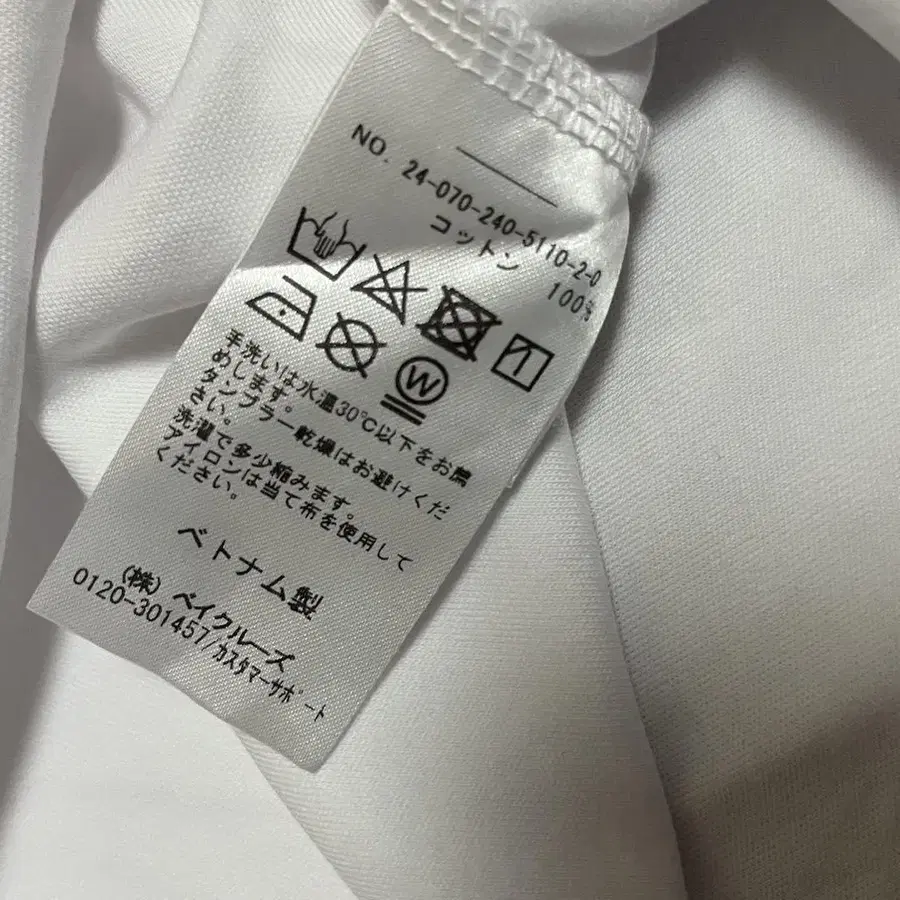 NO. 24-070-240-5110-2-0
コットン 100%
W
手洗いは水温30℃以下をお薦
めします。
タンブラー乾燥はお避けくだ
さい。
洗濯で多少縮みます。
アイロンは当て布を使用して
ください。
ベトナム製
(株) ベイクルーズ
0120-301457/カスタマーサポート